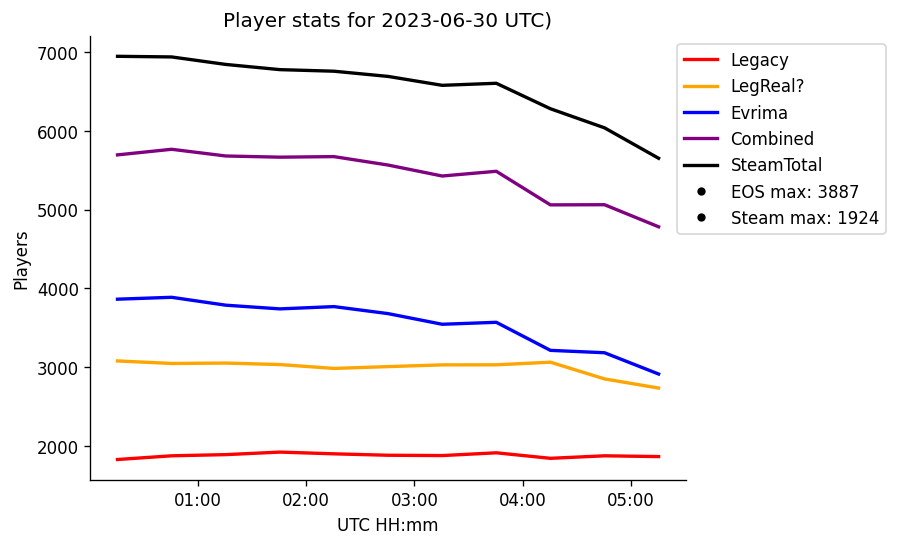 Player stats for 2023-06-30 UTC)
7000
6000
5000
4000
3000
2000
Players
01:00
02:00
03:00
04:00
05:00
UTC HH:mm
Legacy
LegReal?
Evrima
Combined
SteamTotal
EOS max: 3887
Steam max: 1924